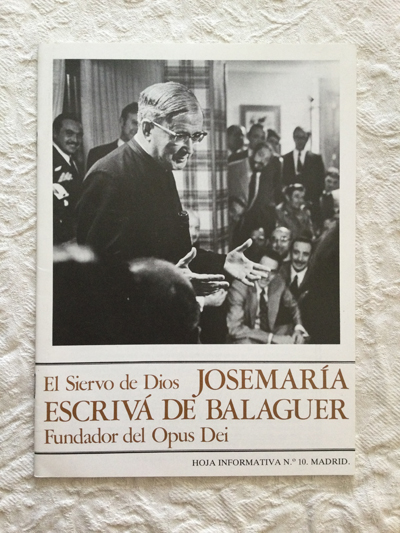 El Siervo de Dios JOSEMARÍA
ESCRIVÁ DE BALAGUER
Fundador del Opus Dei
HOJA INFORMATIVA N.º 10. MADRID.